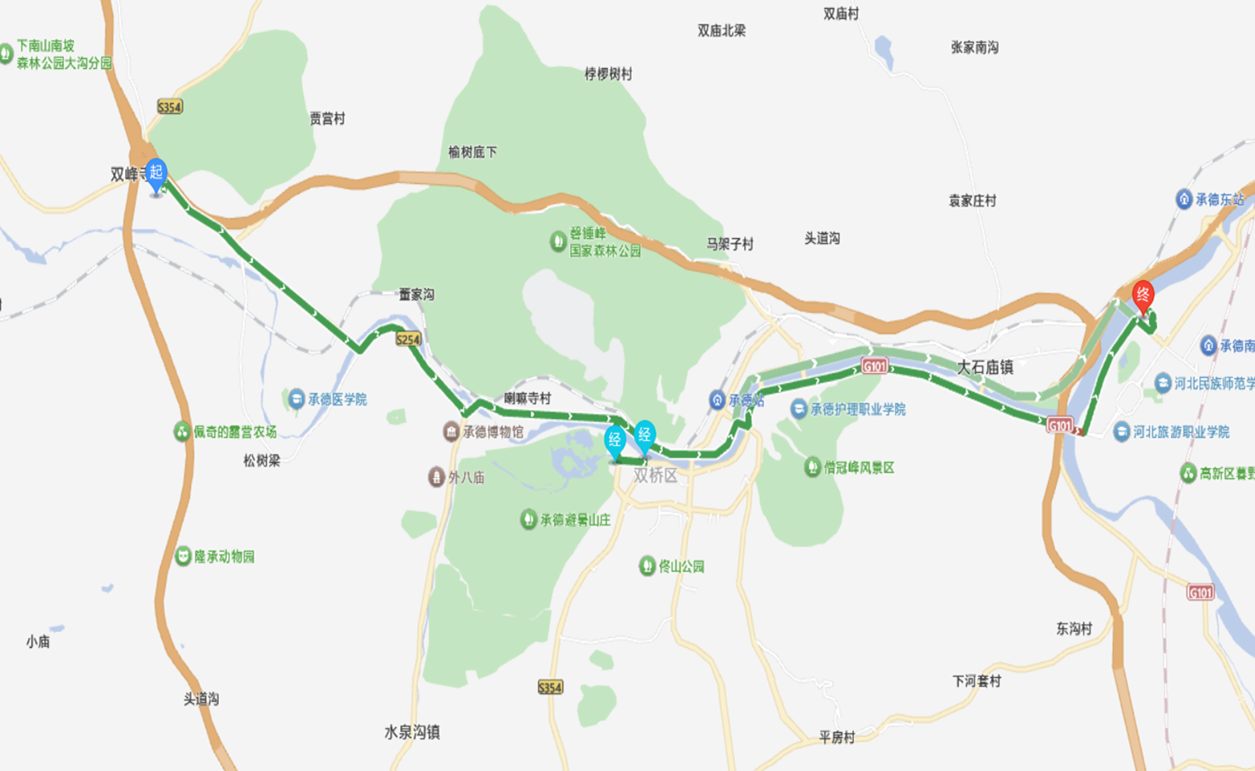 双庙村
双庙北梁
张家南沟
下南山南坡
森林公园大沟分园
桲椤树村
S354
贾营村
榆树底下
双峰寺
起
袁家庄村
承德东站
磬锤峰
国家森林公园
马架子村
头道沟
董家沟
终
S254
承德南
G101
大石庙镇
河北民族师范学
承德医学院
喇嘛寺村
承德站
承德护理职业学院
佩奇的露营农场
承德博物馆
经
经
G101
河北旅游职业学院
松树梁
外八庙
双桥区
僧冠峰风景区
高新区暮野
承德避暑山庄
隆承动物园
佟山公园
G101
小庙
东沟村
头道沟
S354
下河套村
水泉沟镇
平房村